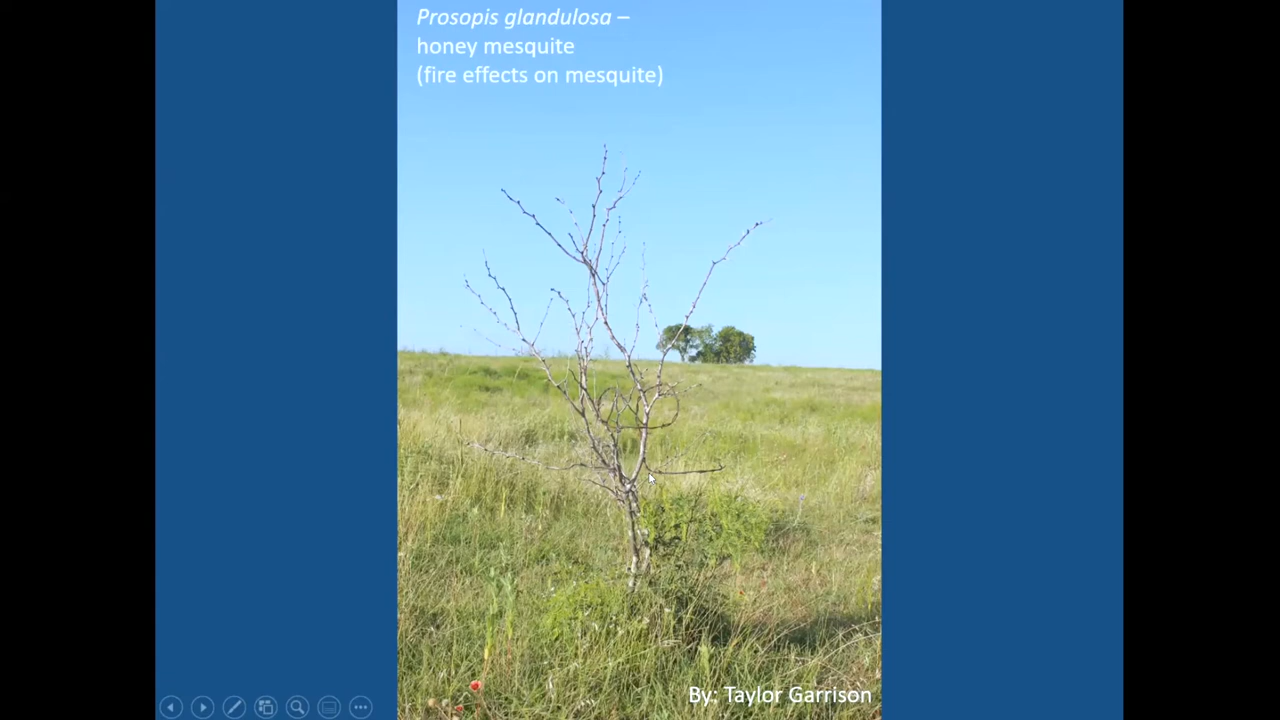 Prosopis glandulosa –
honey mesquite
(fire effects on mesquite)
By: Taylor Garrison